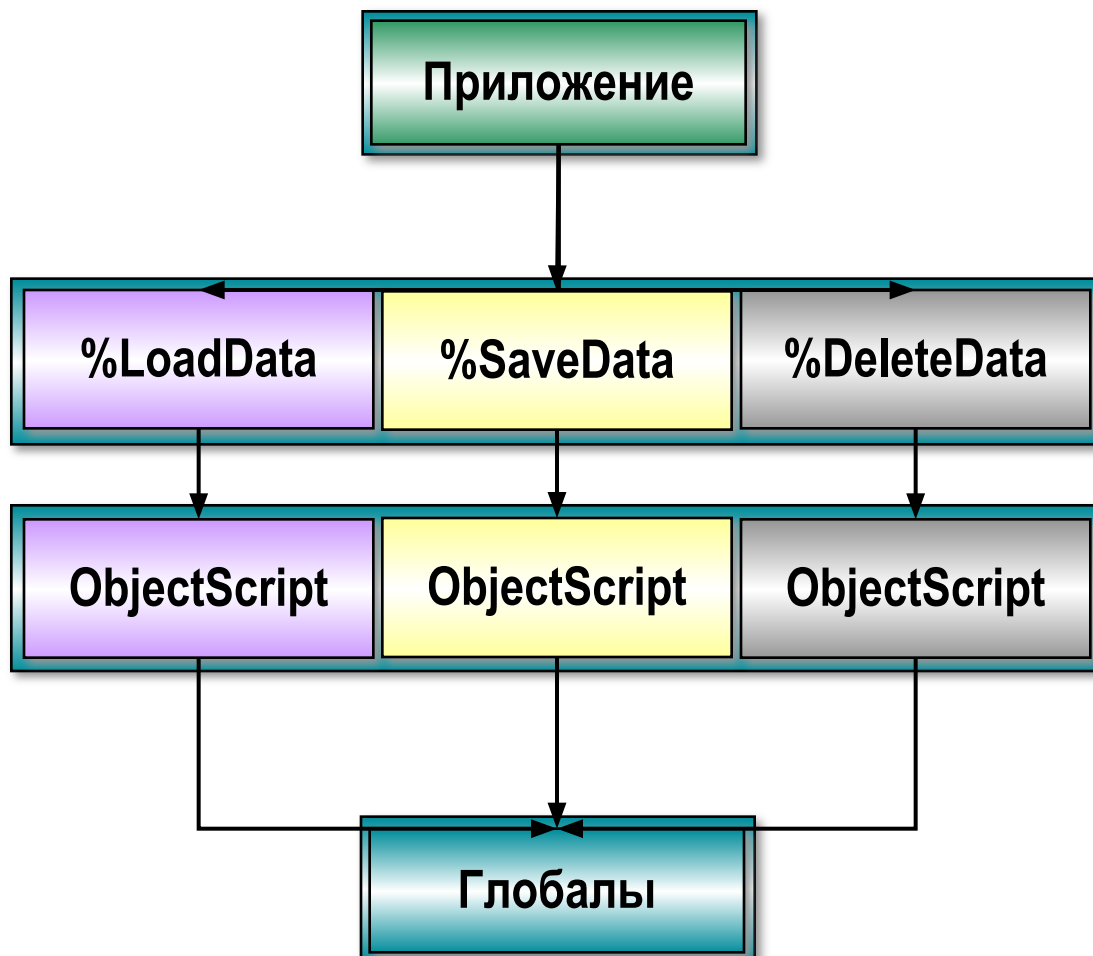 Приложение
%LoadData
%SaveData
%DeleteData
ObjectScript
ObjectScript
ObjectScript
Глобалы